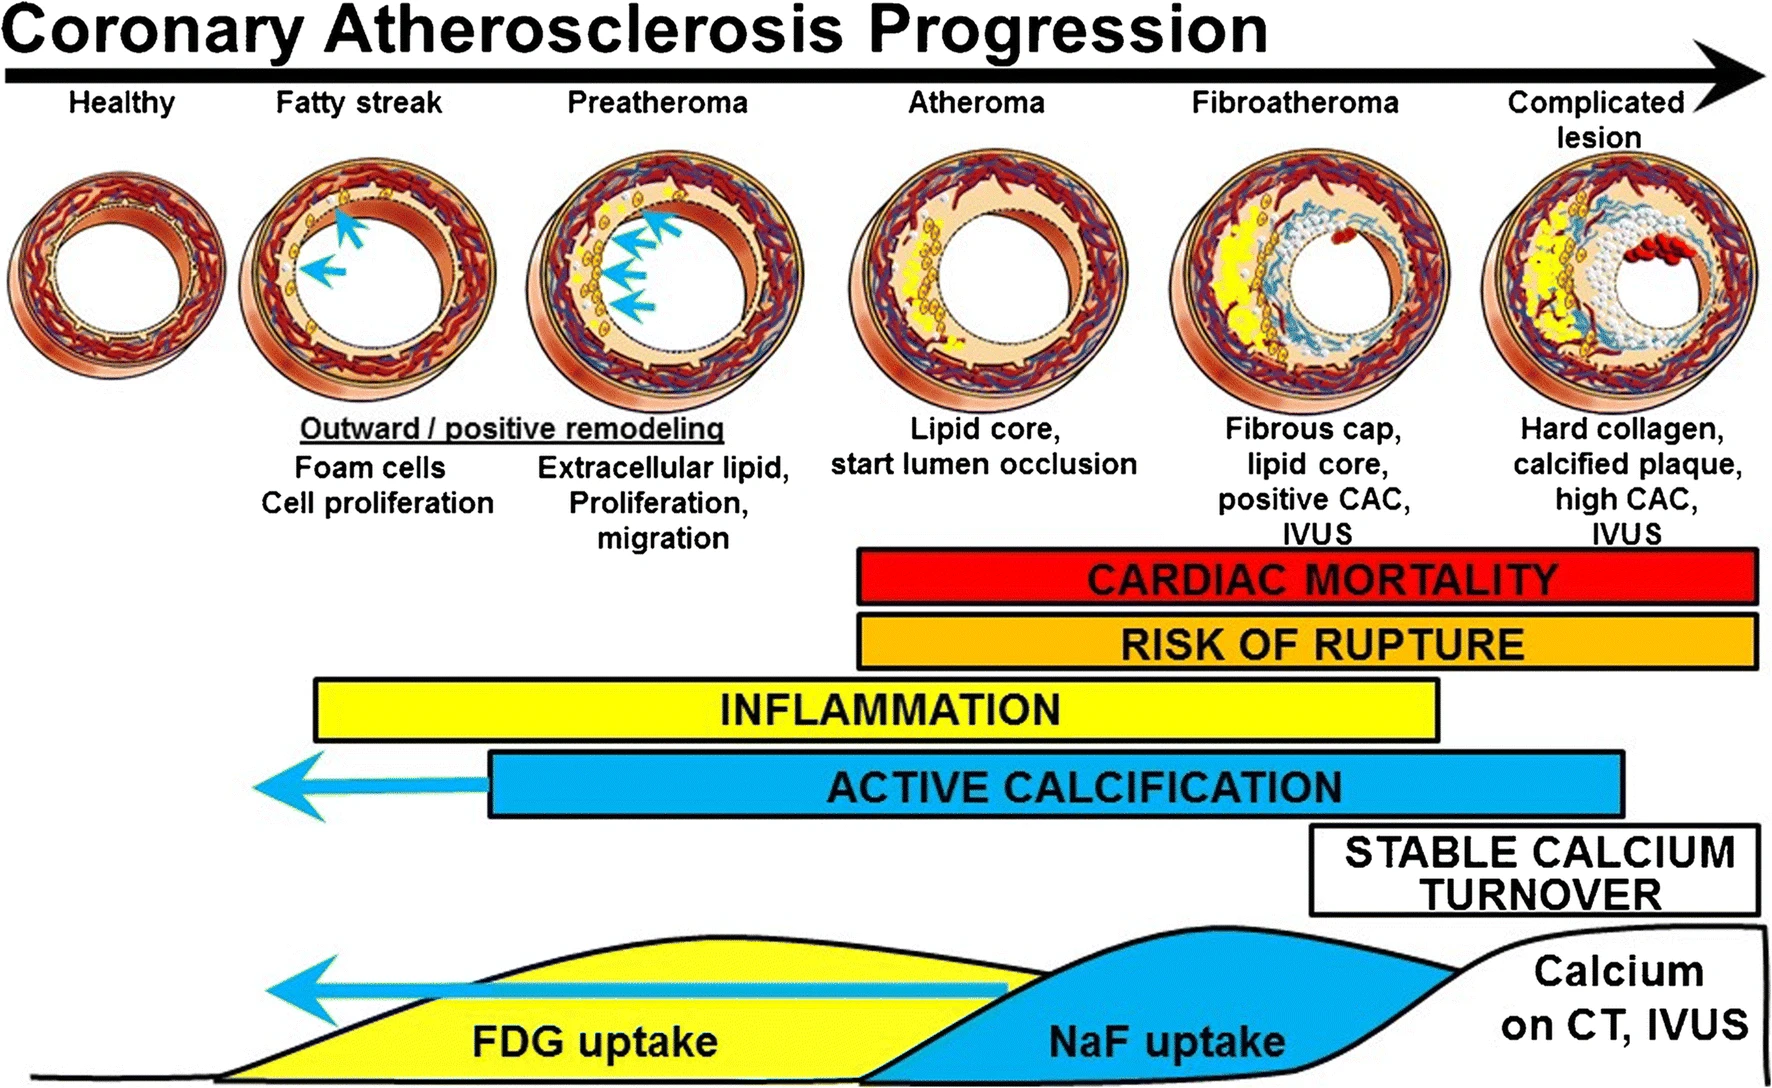 Coronary Atherosclerosis Progression
Healthy
Fatty streak
Preatheroma
Atheroma
Fibroatheroma
Complicated
lesion
Outward / positive remodeling
Foam cells
Cell proliferation
Extracellular lipid,
Proliferation,
migration
Lipid core,
start lumen occlusion
Fibrous cap,
lipid core,
positive CAC,
IVUS
Hard collagen,
calcified plaque,
high CAC,
IVUS
CARDIAC MORTALITY
RISK OF RUPTURE
INFLAMMATION
ACTIVE CALCIFICATION
STABLE CALCIUM
TURNOVER
FDG uptake
NaF uptake
Calcium
on CT, IVUS